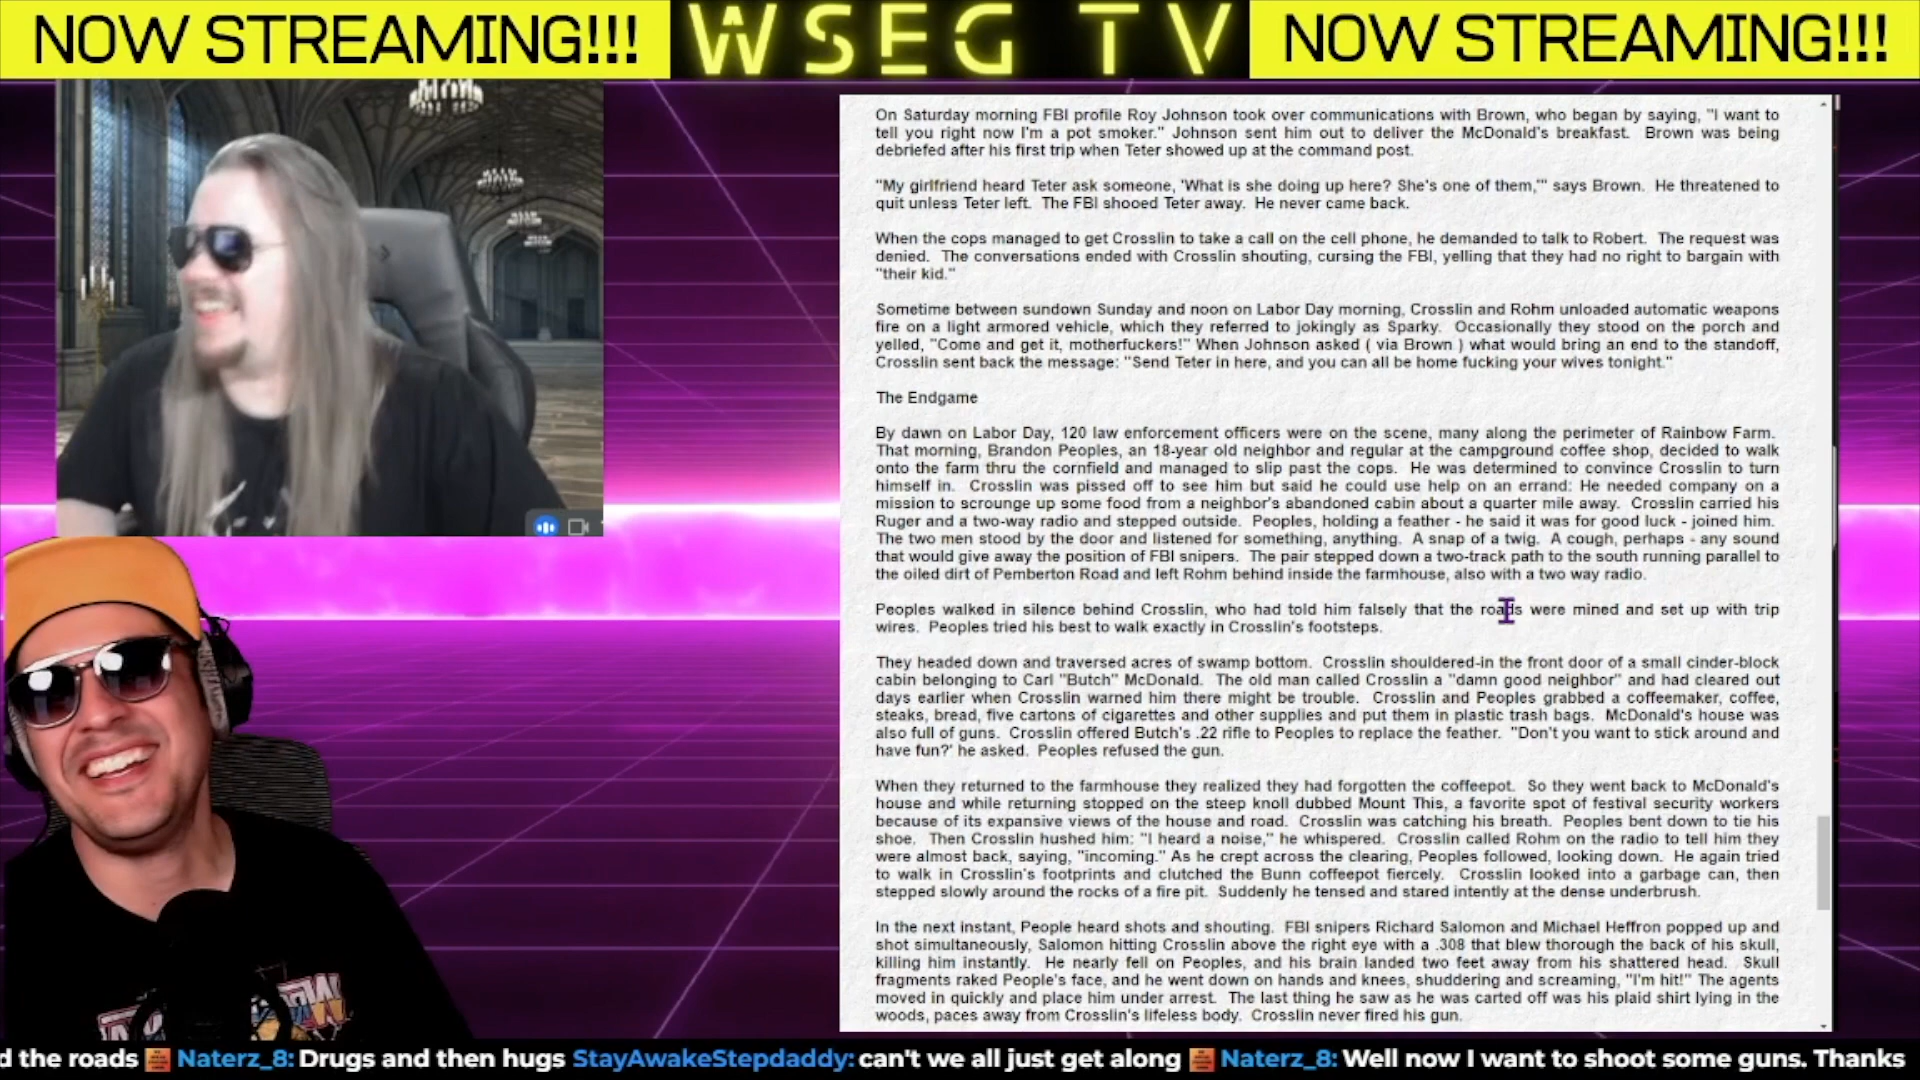 NOW STREAMING!!! WSEG TV NOW STREAMING!!!
On Saturday morning FBI profile Roy Johnson took over communications with Brown, who began by saying, "I want to
tell you right now I'm a pot smoker." Johnson sent him out to deliver the McDonald's breakfast. Brown was being
debriefed after his first trip when Teter showed up at the command post.
"My girlfriend heard Teter ask someone, 'What is she doing up here? She's one of them,'" says Brown. He threatened to
quit unless Teter left. The FBI shooed Teter away. He never came back.
When the cops managed to get Crosslin to take a call on the cell phone, he demanded to talk to Robert. The request was
denied. The conversations ended with Crosslin shouting, cursing the FBI, yelling that they had no right to bargain with
"their kid."
Sometime between sundown Sunday and noon on Labor Day morning, Crosslin and Rohm unloaded automatic weapons
fire on a light armored vehicle, which they referred to jokingly as Sparky. Occasionally they stood on the porch and
yelled, "Come and get it, motherfuckers!" When Johnson asked ( via Brown ) what would bring an end to the standoff,
Crosslin sent back the message: "Send Teter in here, and you can all be home fucking your wives tonight."
The Endgame
By dawn on Labor Day, 120 law enforcement officers were on the scene, many along the perimeter of Rainbow Farm.
That morning, Brandon Peoples, an 18-year old neighbor and regular at the campground coffee shop, decided to walk
onto the farm thru the cornfield and managed to slip past the cops. He was determined to convince Crosslin to turn
himself in. Crosslin was pissed off to see him but said he could use help on an errand: He needed company on a
mission to scrounge up some food from a neighbor's abandoned cabin about a quarter mile away. Crosslin carried his
Ruger and a two-way radio and stepped outside. Peoples, holding a feather - he said it was for good luck - joined him.
The two men stood by the door and listened for something, anything. A snap of a twig. A cough, perhaps - any sound
that would give away the position of FBI snipers. The pair stepped down a two-track path to the south running parallel to
the oiled dirt of Pemberton Road and left Rohm behind inside the farmhouse, also with a two way radio.
Peoples walked in silence behind Crosslin, who had told him falsely that the roads were mined and set up with trip
wires. Peoples tried his best to walk exactly in Crosslin's footsteps.
They headed down and traversed acres of swamp bottom. Crosslin shouldered-in the front door of a small cinder-block
cabin belonging to Carl "Butch" McDonald. The old man called Crosslin a "damn good neighbor" and had cleared out
days earlier when Crosslin warned him there might be trouble. Crosslin and Peoples grabbed a coffeemaker, coffee,
steaks, bread, five cartons of cigarettes and other supplies and put them in plastic trash bags. McDonald's house was
also full of guns. Crosslin offered Butch's .22 rifle to Peoples to replace the feather. "Don't you want to stick around and
have fun?' he asked. Peoples refused the gun.
When they returned to the farmhouse they realized they had forgotten the coffeepot. So they went back to McDonald's
house and while returning stopped on the steep knoll dubbed Mount This, a favorite spot of festival security workers
because of its expansive views of the house and road. Crosslin was catching his breath. Peoples bent down to tie his
shoe. Then Crosslin hushed him: "I heard a noise," he whispered. Crosslin called Rohm on the radio to tell him they
were almost back, saying, "incoming." As he crept across the clearing, Peoples followed, looking down. He again tried
to walk in Crosslin's footprints and clutched the Bunn coffeepot fiercely. Crosslin looked into a garbage can, then
stepped slowly around the rocks of a fire pit. Suddenly he tensed and stared intently at the dense underbrush.
In the next instant, People heard shots and shouting. FBI snipers Richard Salomon and Michael Heffron popped up and
shot simultaneously, Salomon hitting Crosslin above the right eye with a .308 that blew thorough the back of his skull,
killing him instantly. He nearly fell on Peoples, and his brain landed two feet away from his shattered head. Skull
fragments raked People's face, and he went down on hands and knees, shuddering and screaming, "I'm hit!" The agents
moved in quickly and place him under arrest. The last thing he saw as he was carted off was his plaid shirt lying in the
woods, paces away from Crosslin's lifeless body. Crosslin never fired his gun.
d the roads Naterz_8: Drugs and then hugs StayAwakeStepdaddy: can't we all just get along Naterz_8: Well now I want to shoot some guns. Thanks